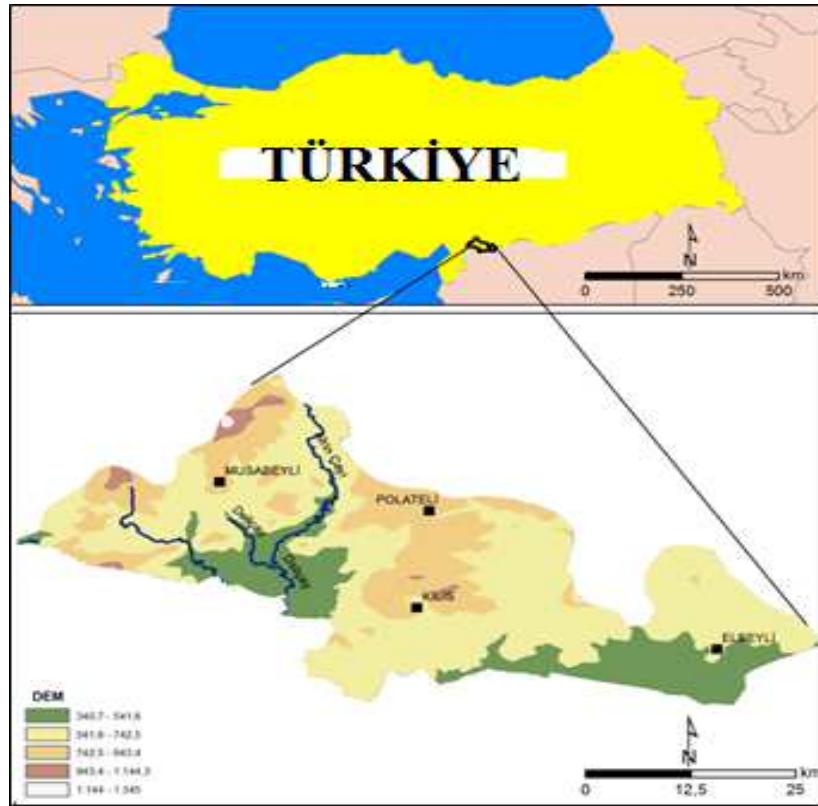 TÜRKİYE
N
km
0 250 500
MUSABEYLİ
POLATELİ
KİLİS
ELBEYLİ
DEM
340.7 - 541.6
541.6 - 742.5
742.5 - 943.4
943.4 - 1.144,3
1.144 - 1.345
N
km
0 12,5 25